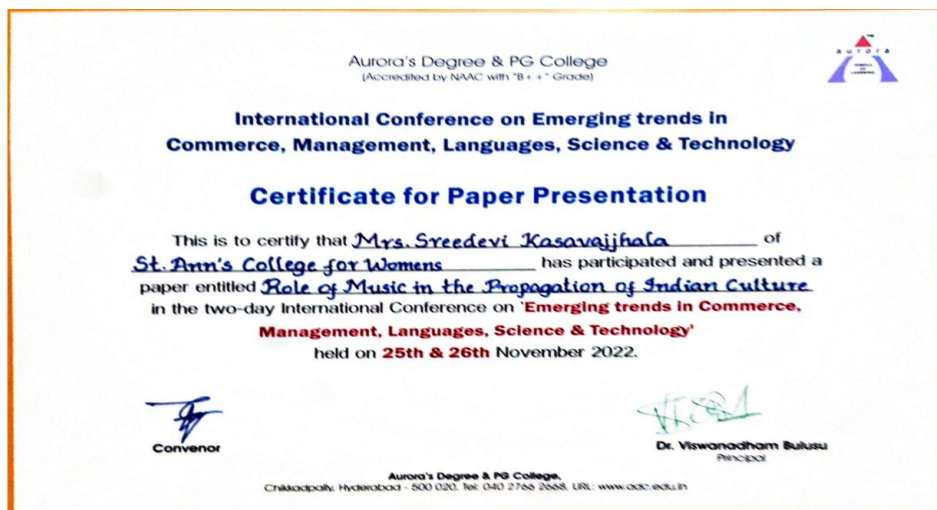 Aurora's Degree & PG College
(Accredited by NAAC with "B++" Grade)
aurora
TEMPLE
OF
LEARNING
International Conference on Emerging trends in
Commerce, Management, Languages, Science & Technology
Certificate for Paper Presentation
This is to certify that Mrs. Sreedevi Kasavajjhala of
St. Ann's College for Womens has participated and presented a
paper entitled Role of Music in the Propagation of Indian Culture
in the two-day International Conference on 'Emerging trends in Commerce,
Management, Languages, Science & Technology'
held on 25th & 26th November 2022.
Convenor
Dr. Viswanadham Bulusu
Principal
Aurora's Degree & PG College,
Chikkadpally, Hyderabad - 500 020, Tel: 040 2766 2668, URL: www.adc.edu.in